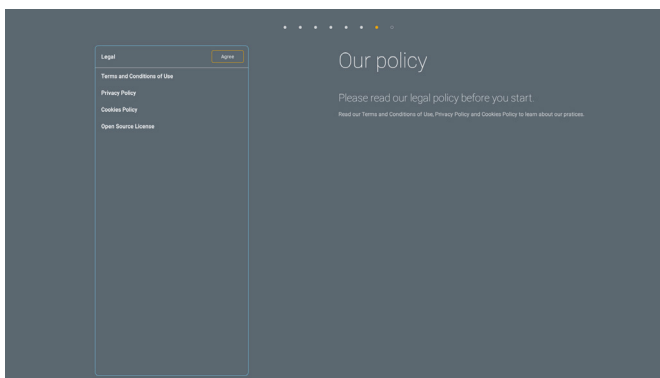 Legal
Agree
Terms and Conditions of Use
Privacy Policy
Cookies Policy
Open Source License
Our policy
Please read our legal policy before you start.
Read our Terms and Conditions of Use, Privacy Policy and Cookies Policy to team about our pratices.